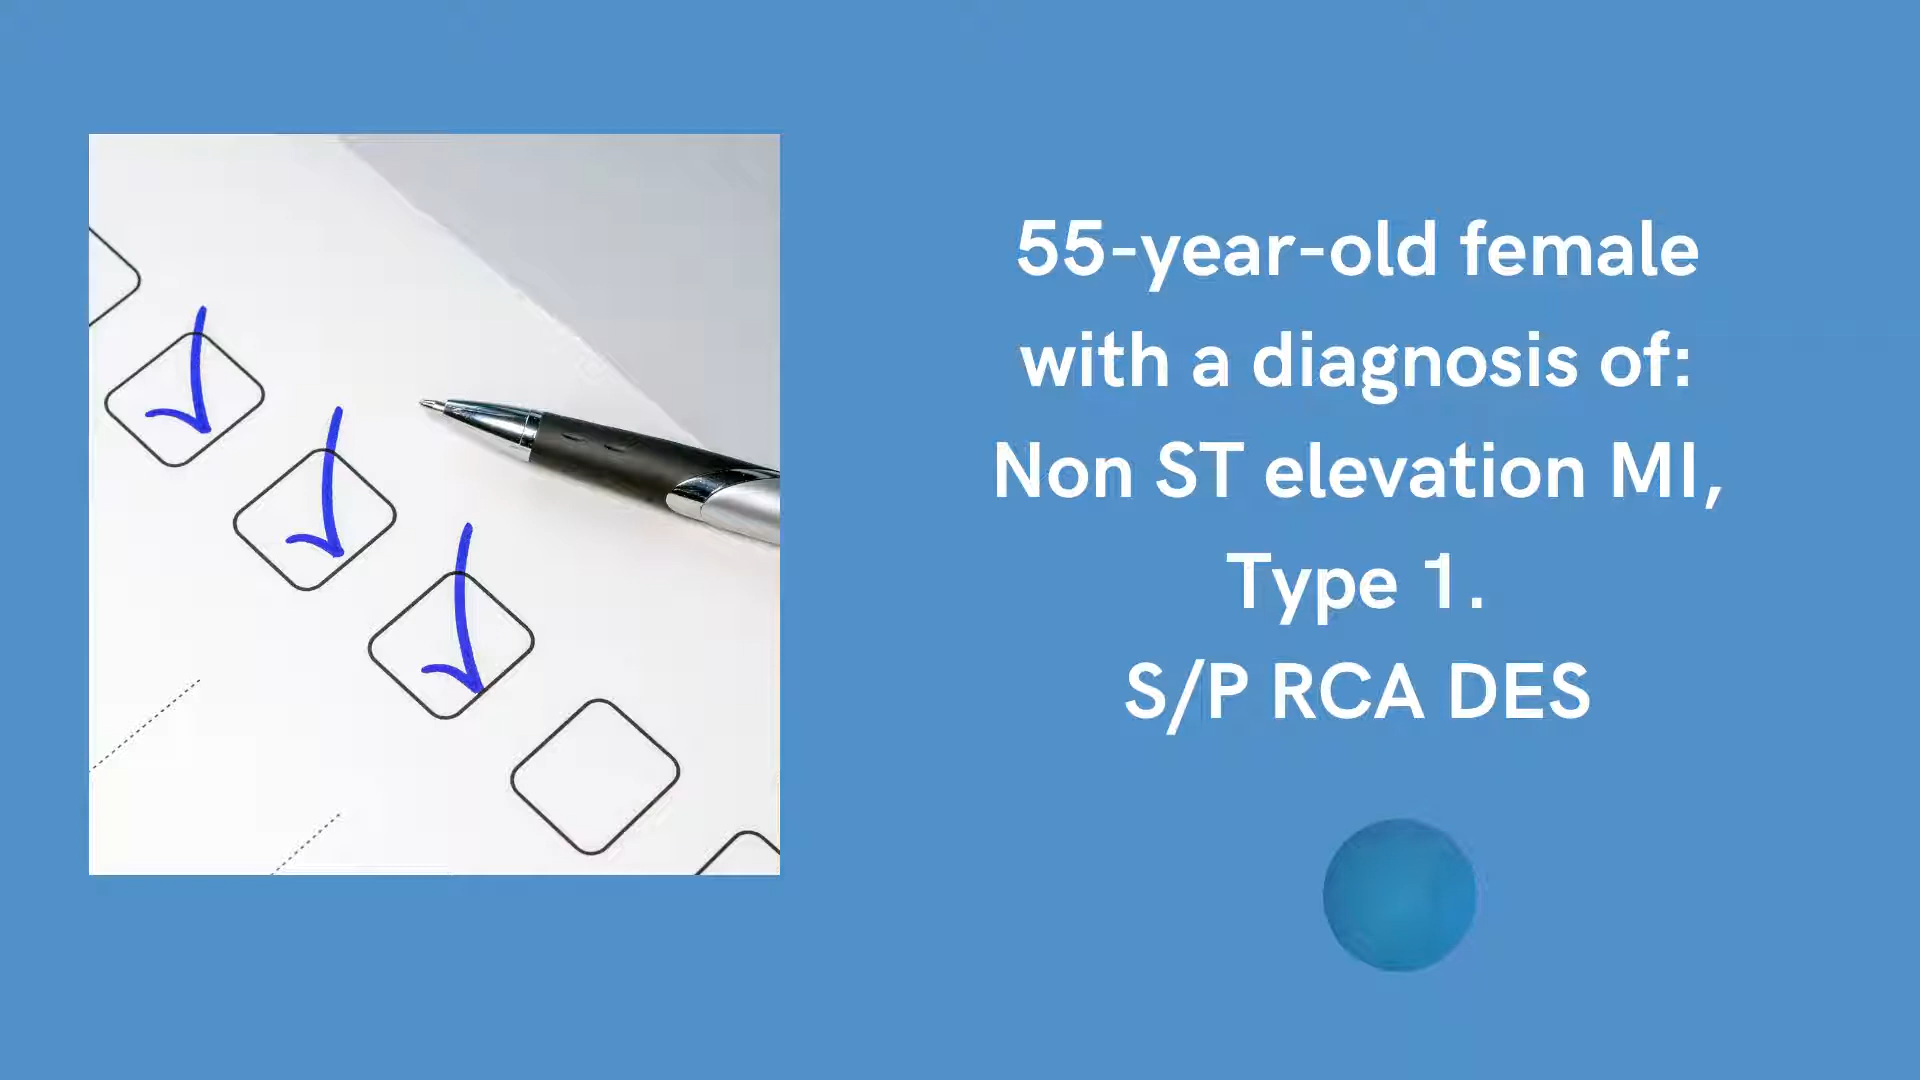 55-year-old female
with a diagnosis of:
Non ST elevation MI,
Type 1.
S/P RCA DES